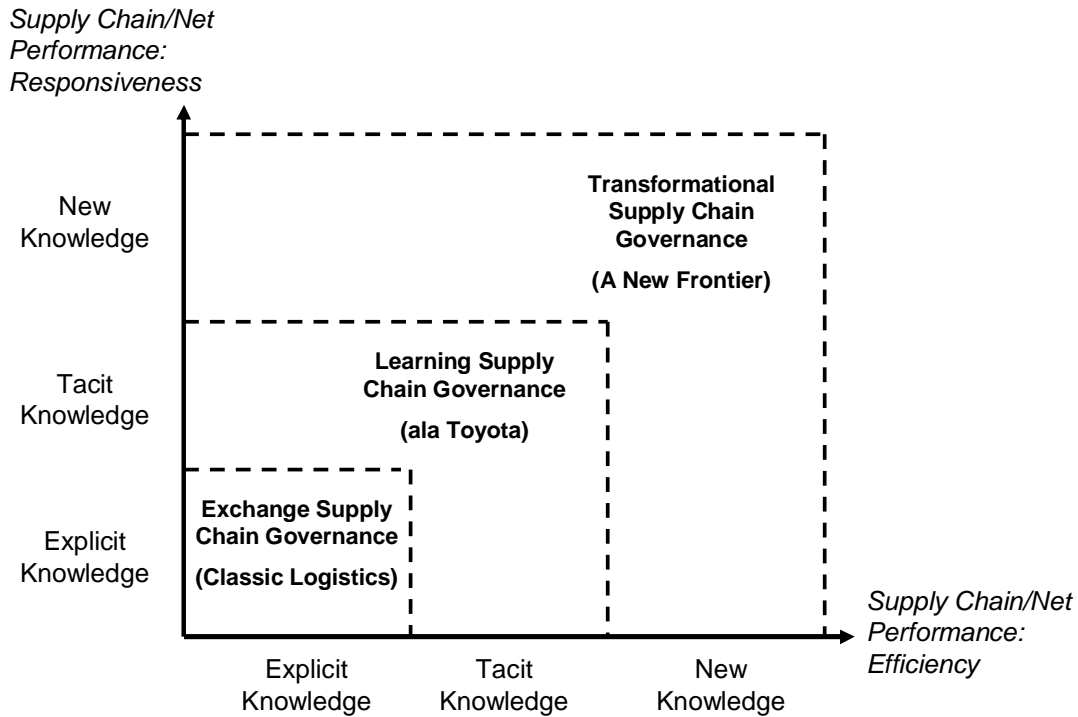 Supply Chain/Net
Performance:
Responsiveness
New
Knowledge
Transformational
Supply Chain
Governance
(A New Frontier)
Tacit
Knowledge
Learning Supply
Chain Governance
(ala Toyota)
Explicit
Knowledge
Exchange Supply
Chain Governance
(Classic Logistics)
Supply Chain/Net
Performance:
Efficiency
Explicit
Knowledge
Tacit
Knowledge
New
Knowledge